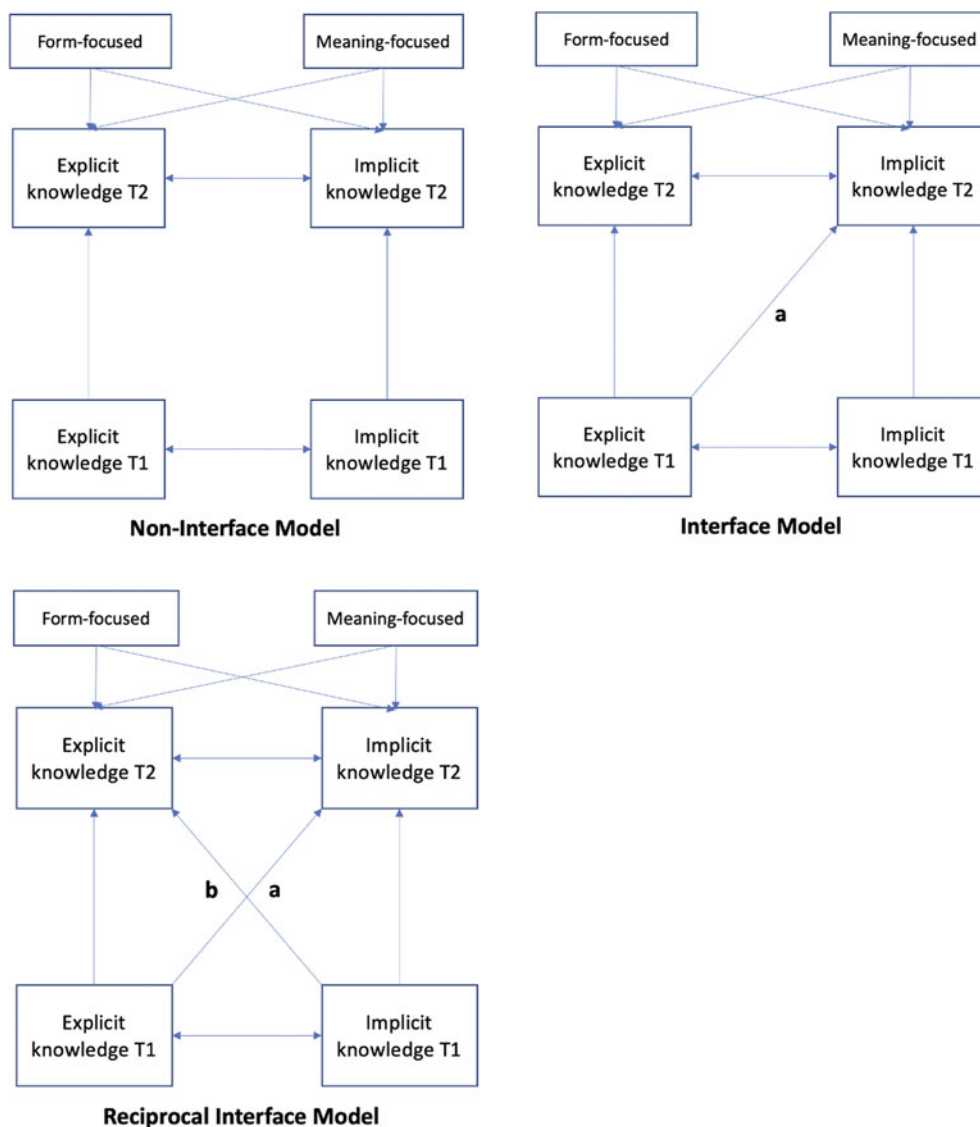 Form-focused
Meaning-focused
Explicit
knowledge T2
Implicit
knowledge T2
Explicit
knowledge T1
Implicit
knowledge T1
Non-Interface Model
Form-focused
Meaning-focused
Explicit
knowledge T2
Implicit
knowledge T2
a
Explicit
knowledge T1
Implicit
knowledge T1
Interface Model
Form-focused
Meaning-focused
Explicit
knowledge T2
Implicit
knowledge T2
b
a
Explicit
knowledge T1
Implicit
knowledge T1
Reciprocal Interface Model